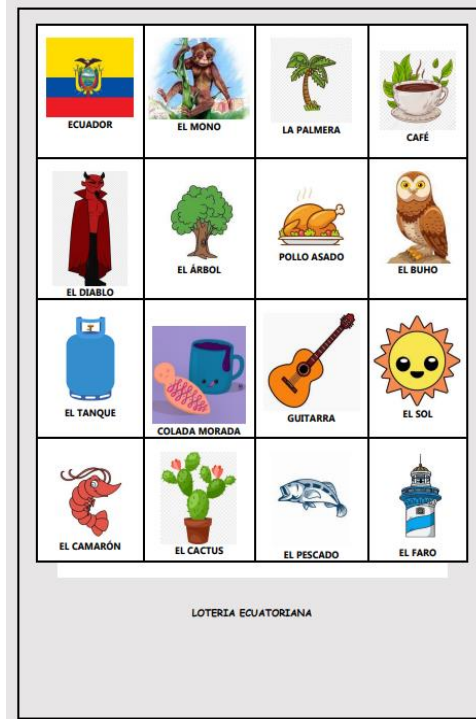 ECUADOR
EL MONO
LA PALMERA
CAFÉ
EL DIABLO
EL ÁRBOL
POLLO ASADO
EL BUHO
EL TANQUE
COLADA MORADA
GUITARRA
EL SOL
EL CAMARÓN
EL CACTUS
EL PESCADO
EL FARO
LOTERIA ECUATORIANA